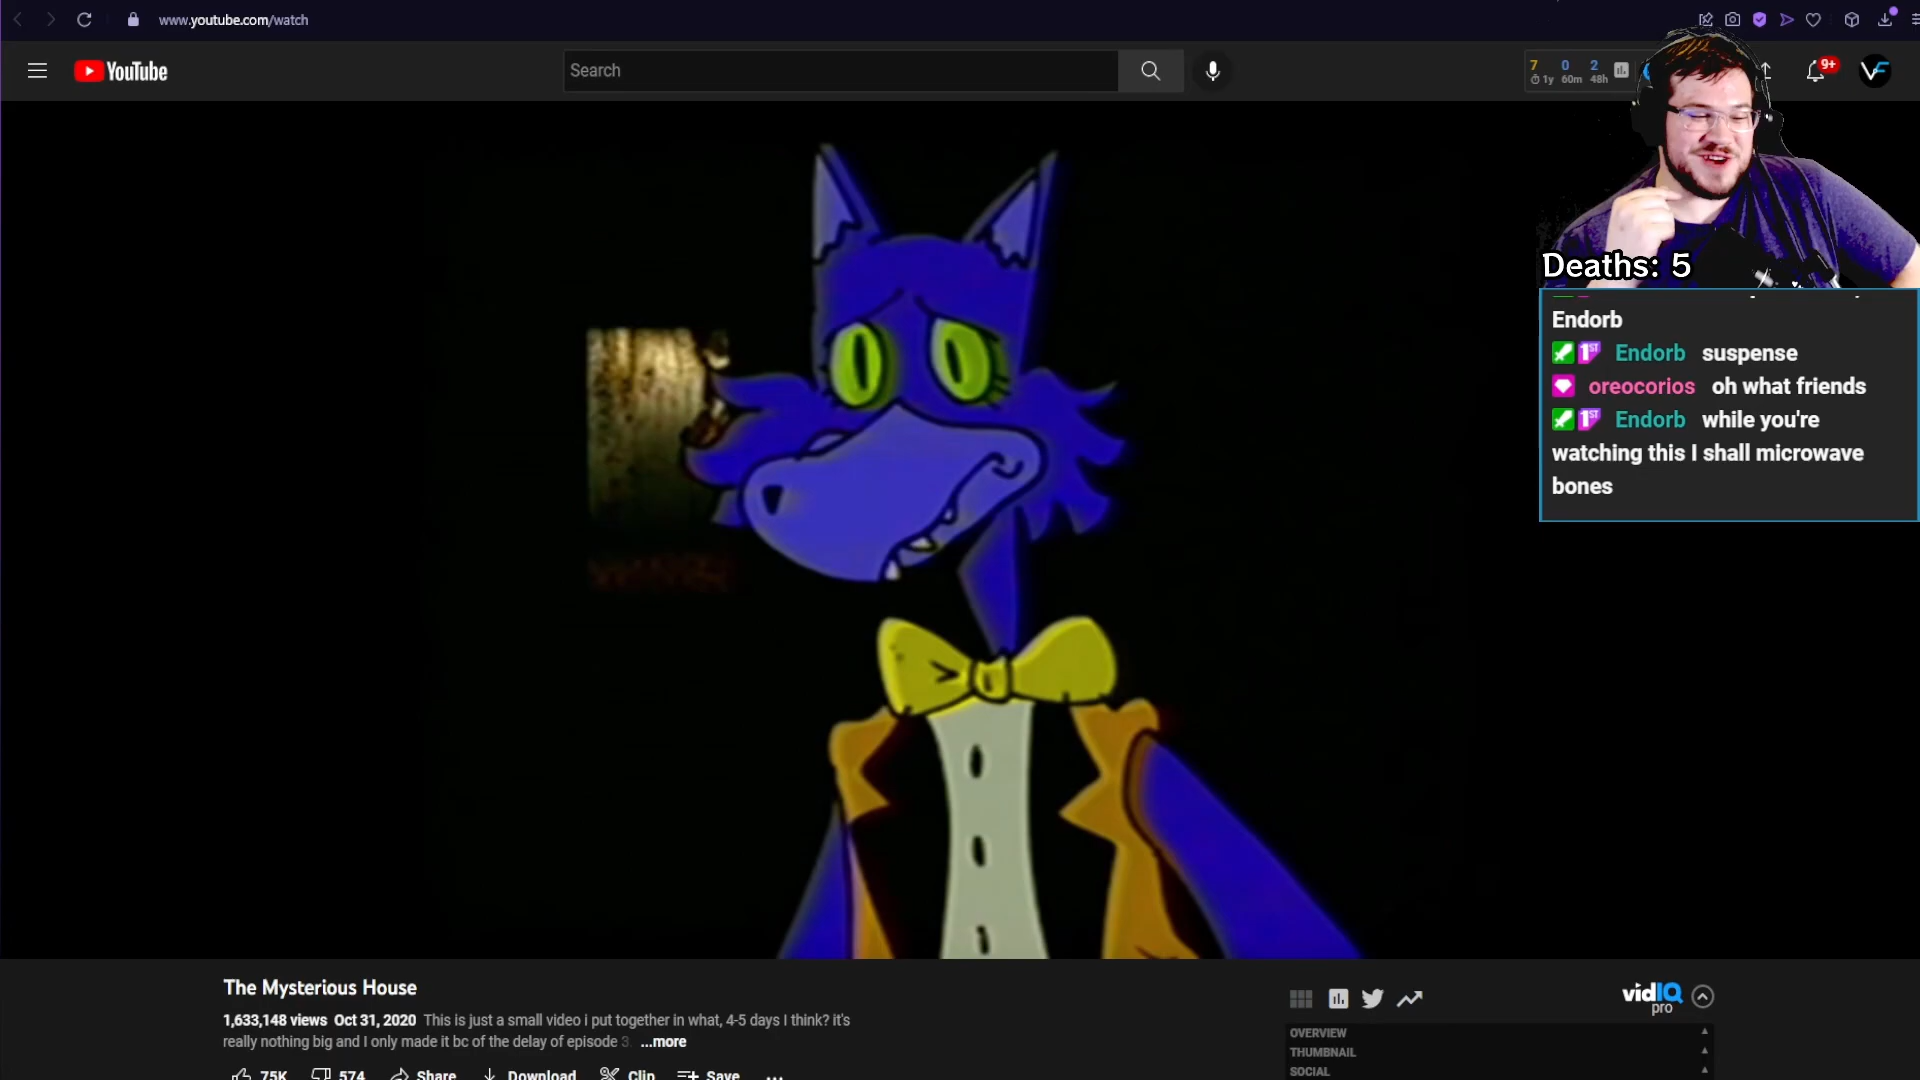 www.youtube.com/watch
YouTube
Search
7 0 2
1y 60m 48h
9+
VF
Deaths: 5
Endorb
1ST Endorb suspense
oreocorios oh what friends
1ST Endorb while you're
watching this I shall microwave
bones
The Mysterious House
1,633,148 views Oct 31, 2020 This is just a small video i put together in what, 4-5 days I think? it's
really nothing big and I only made it bc of the delay of episode 3 ...more
75K 574 Share Download Clip Save ...
vidIQ
pro
OVERVIEW
THUMBNAIL
SOCIAL